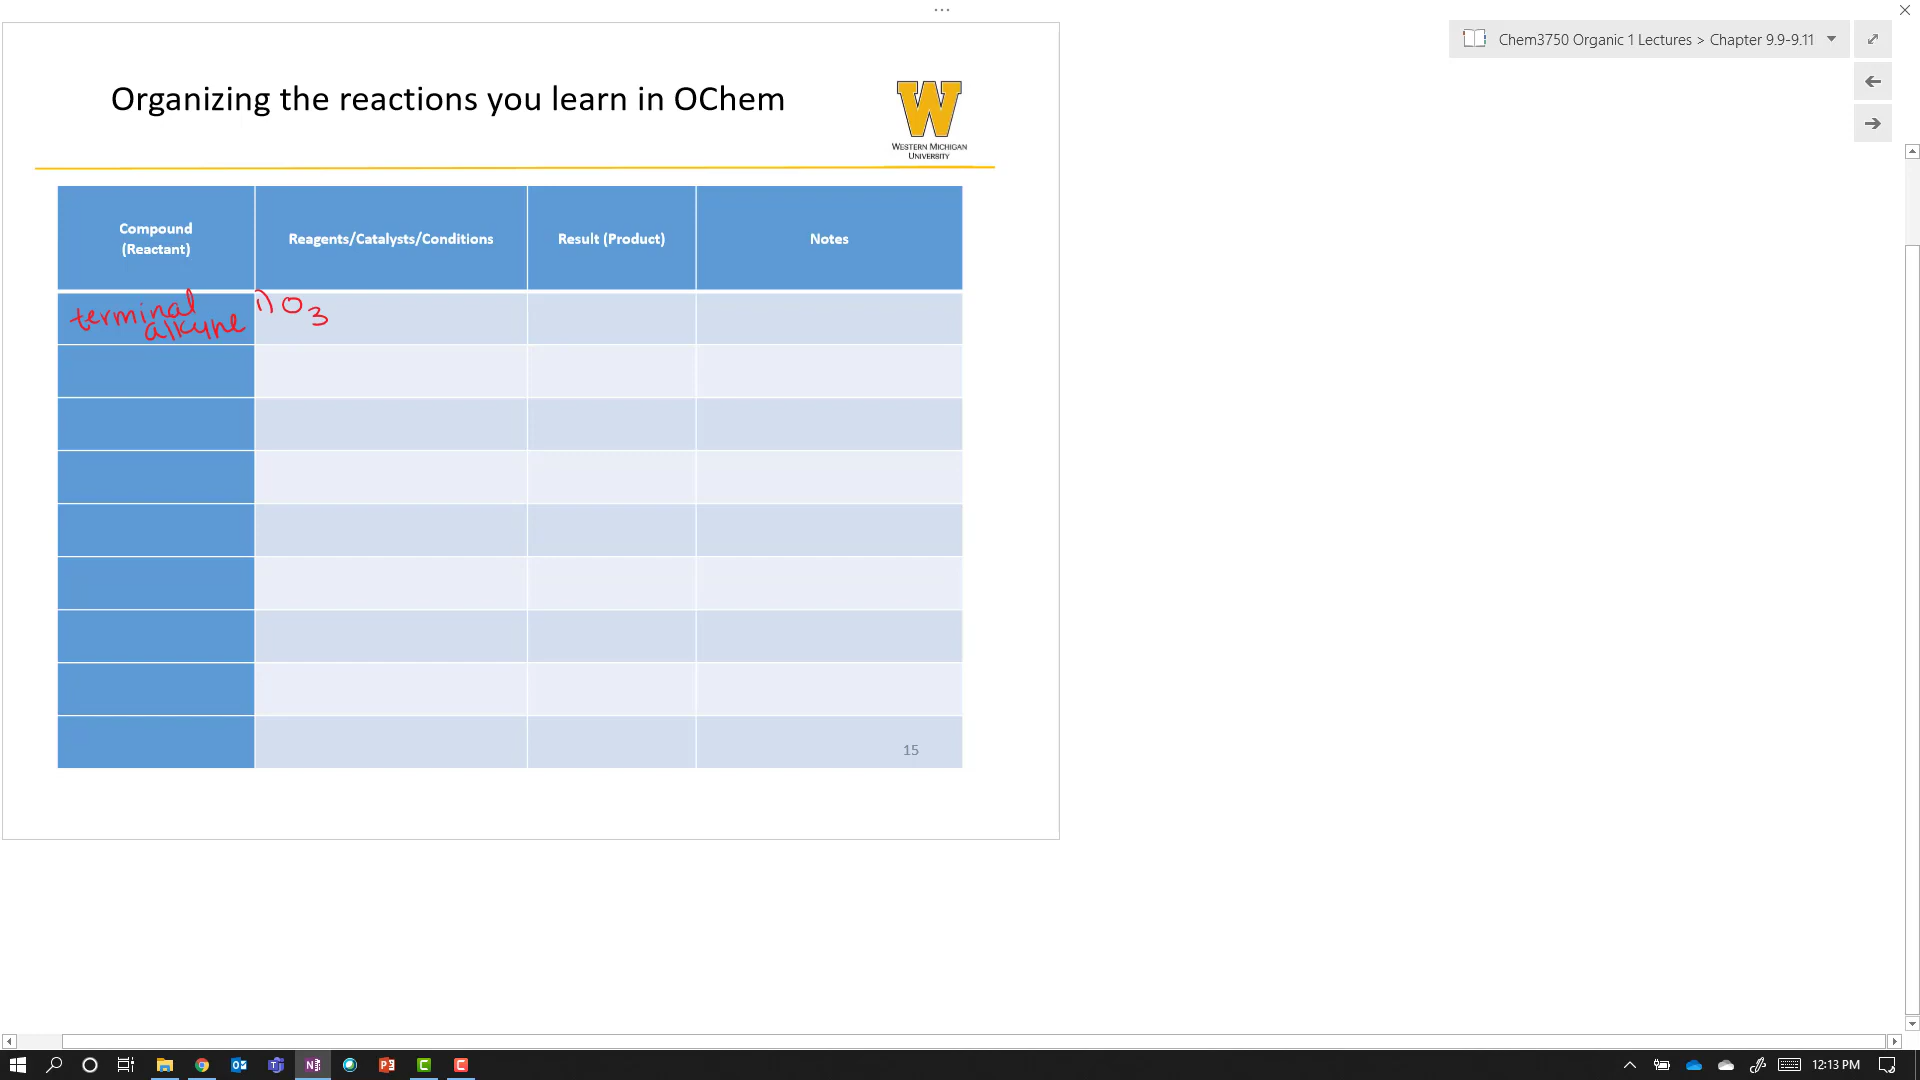 Chem3750 Organic 1 Lectures > Chapter 9.9-9.11
Organizing the reactions you learn in OChem
W
WESTERN MICHIGAN
UNIVERSITY
Compound
(Reactant)
Reagents/Catalysts/Conditions
Result (Product)
Notes
terminal
alkyne
1) O3
15
12:13 PM